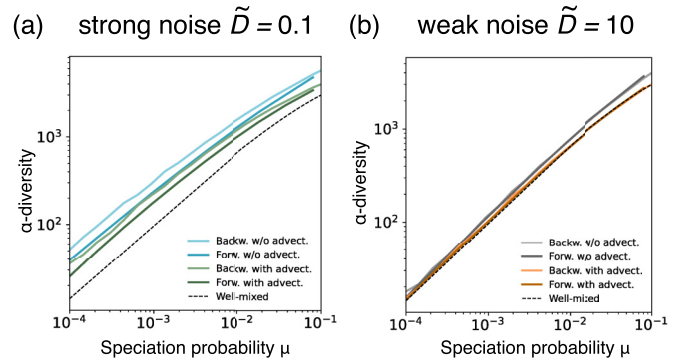 (a) strong noise D̃ = 0.1
α-diversity
10³
10²
Backw. w/o advect.
Forw. w/o advect.
Backw. with advect.
Forw. with advect.
Well-mixed
10⁻⁴ 10⁻³ 10⁻² 10⁻¹
Speciation probability μ
(b) weak noise D̃ = 10
α-diversity
10³
10²
Backw. w/o advect.
Forw. w/o advect.
Backw. with advect.
Forw. with advect.
Well-mixed
10⁻⁴ 10⁻³ 10⁻² 10⁻¹
Speciation probability μ